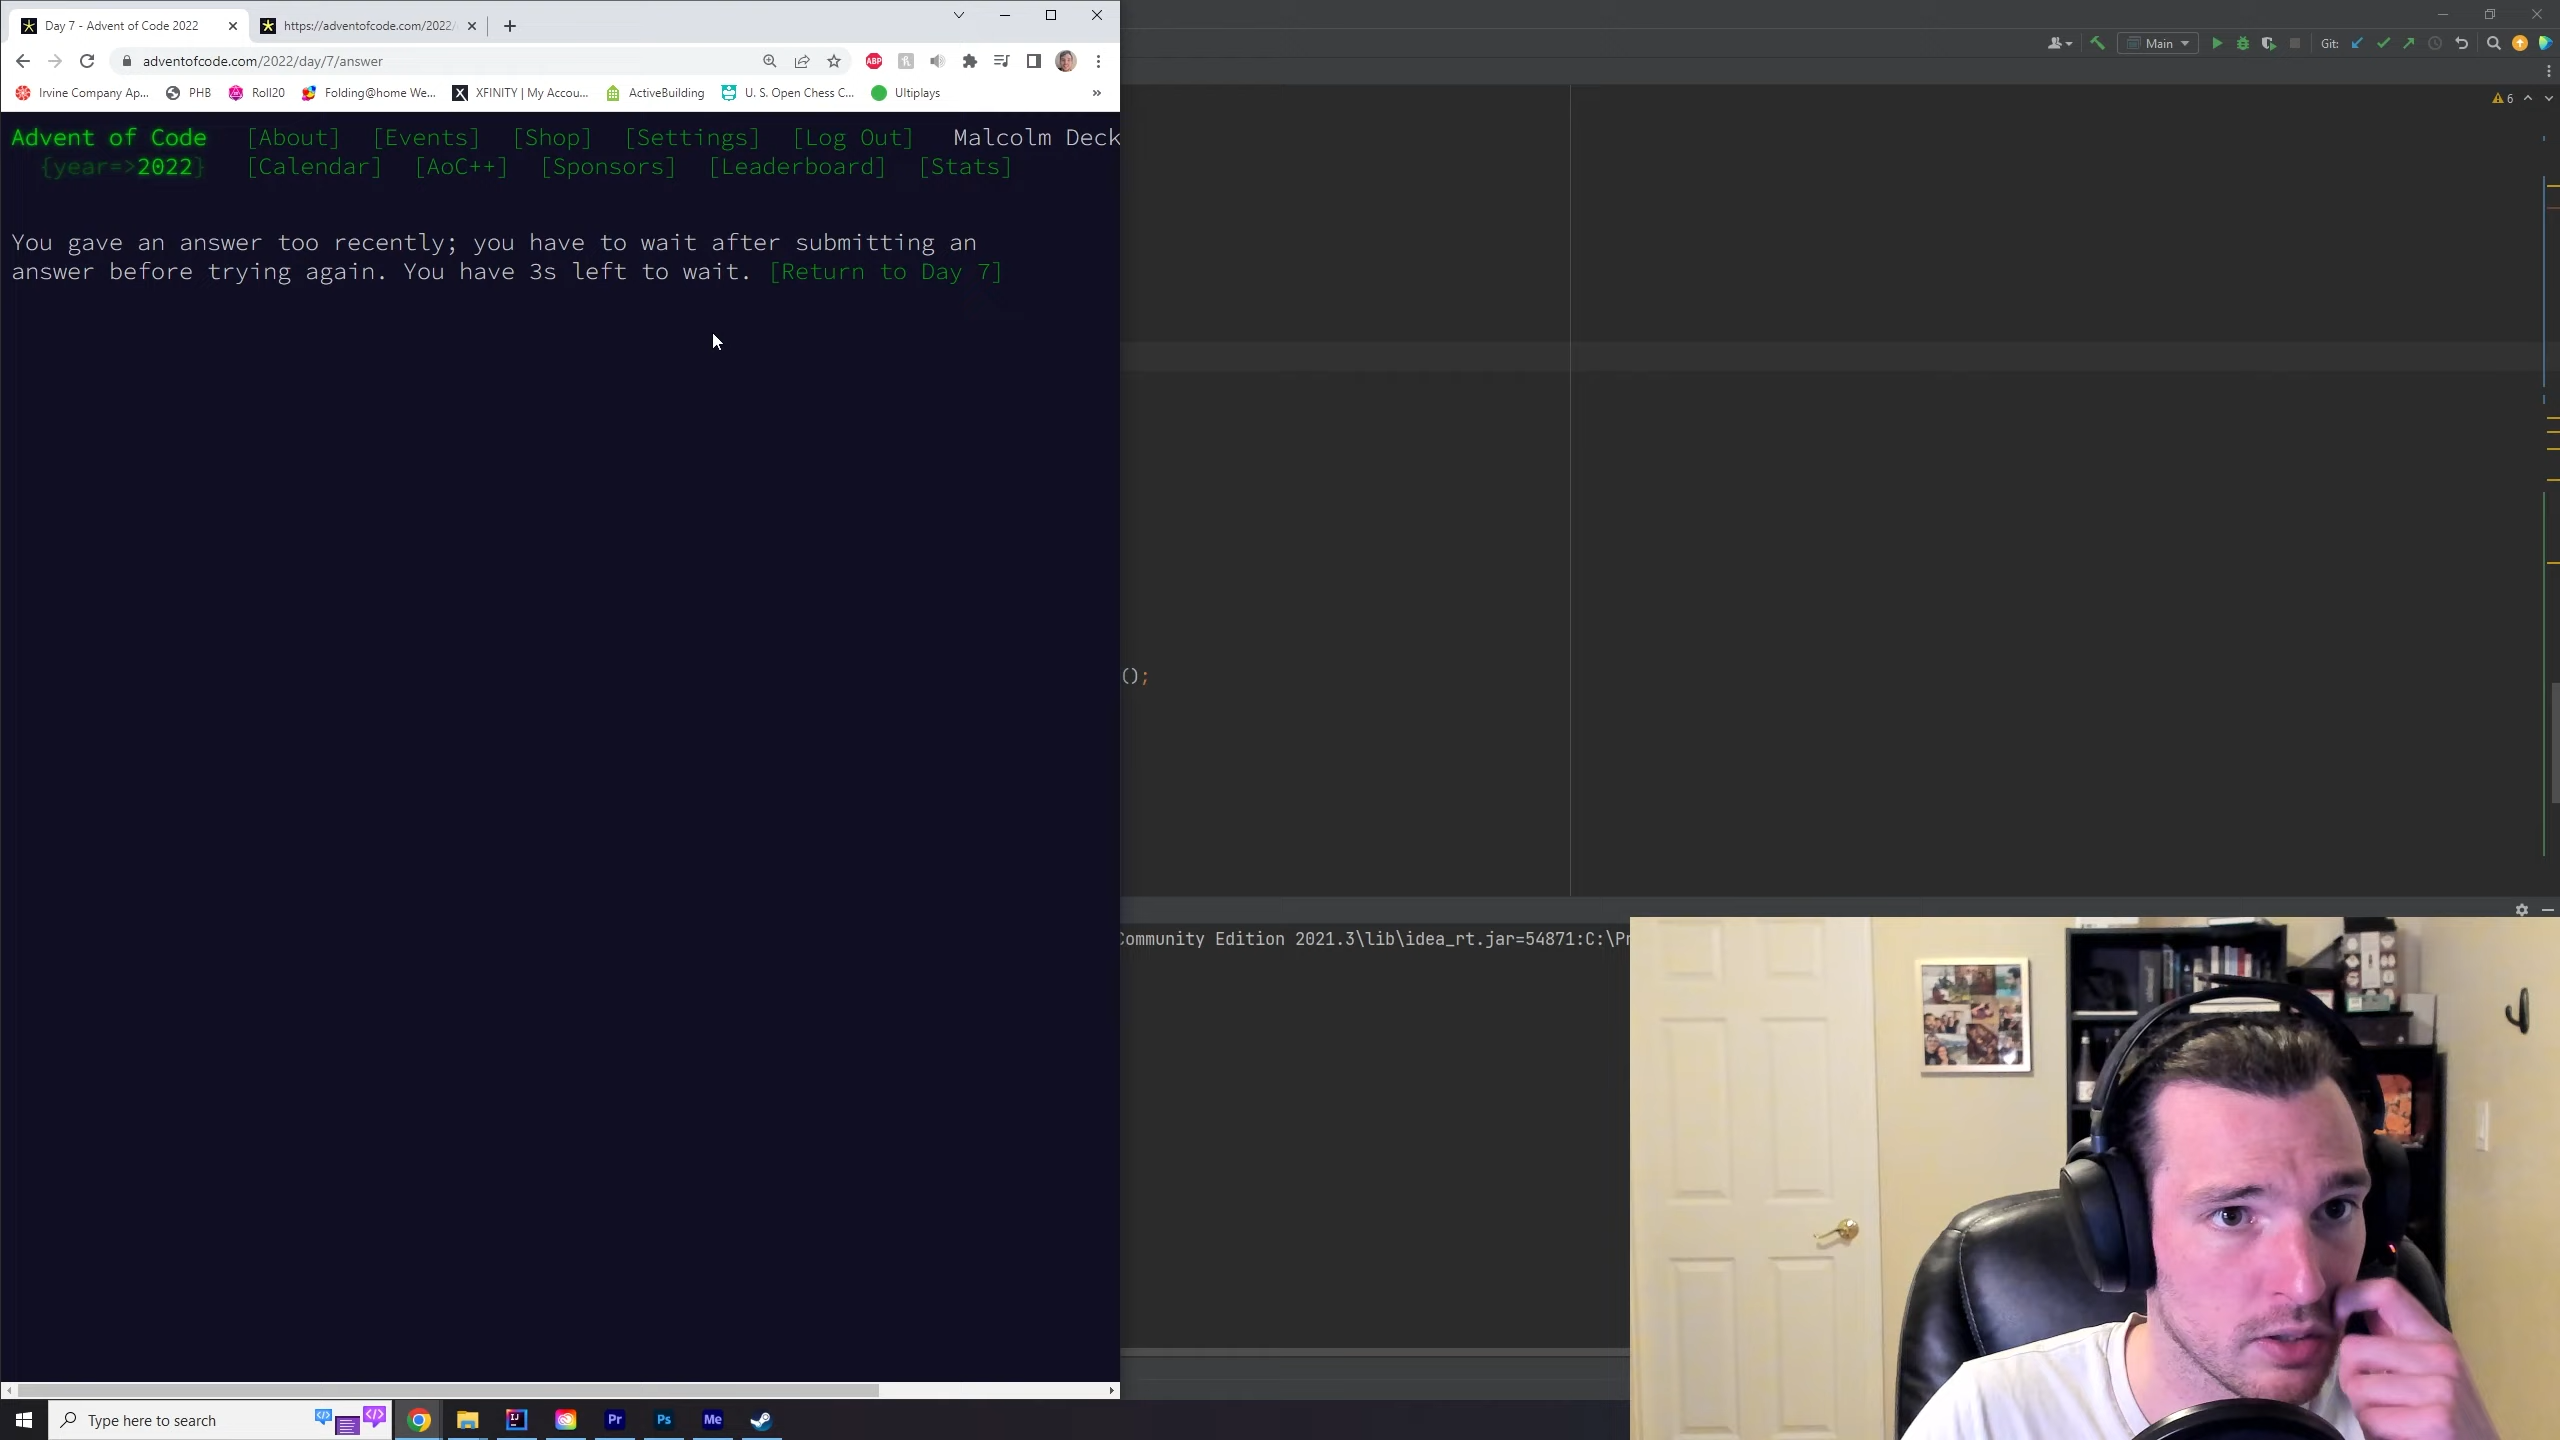 Day 7 - Advent of Code 2022
https://adventofcode.com/2022/
adventofcode.com/2022/day/7/answer
Main
Git:
Irvine Company Ap...
PHB
Roll20
Folding@home We...
XFINITY | My Accou...
ActiveBuilding
U. S. Open Chess C...
Ultiplays
»
6
Advent of Code [About] [Events] [Shop] [Settings] [Log Out] Malcolm Deck
{year=>2022} [Calendar] [AoC++] [Sponsors] [Leaderboard] [Stats]
You gave an answer too recently; you have to wait after submitting an
answer before trying again. You have 3s left to wait. [Return to Day 7]
();
Community Edition 2021.3\lib\idea_rt.jar=54871:C:\Pr
Type here to search
Pr
Ps
Me